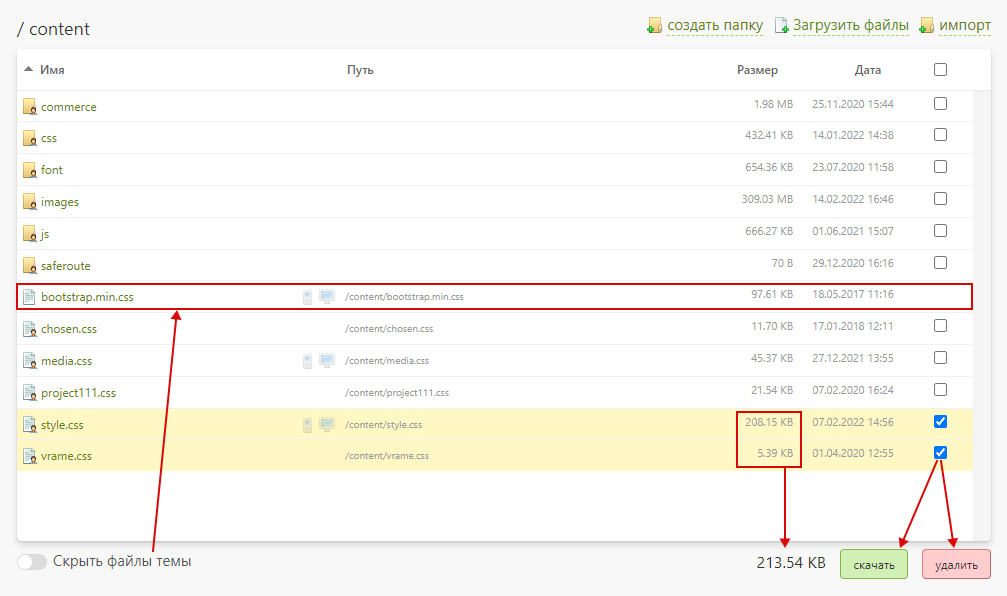 / content создать папку Загрузить файлы импорт
Имя Путь Размер Дата
commerce 1.98 MB 25.11.2020 15:44
css 432.41 KB 14.01.2022 14:38
font 654.36 KB 23.07.2020 11:58
images 309.03 MB 14.02.2022 16:46
js 666.27 KB 01.06.2021 15:07
saferoute 70 B 29.12.2020 16:16
bootstrap.min.css /content/bootstrap.min.css 97.61 KB 18.05.2017 11:16
chosen.css /content/chosen.css 11.70 KB 17.01.2018 12:11
media.css /content/media.css 45.37 KB 27.12.2021 13:55
project111.css /content/project111.css 21.54 KB 07.02.2020 16:24
style.css /content/style.css 208.15 KB 07.02.2022 14:56
vrame.css /content/vrame.css 5.39 KB 01.04.2020 12:55
Скрыть файлы темы 213.54 KB скачать удалить